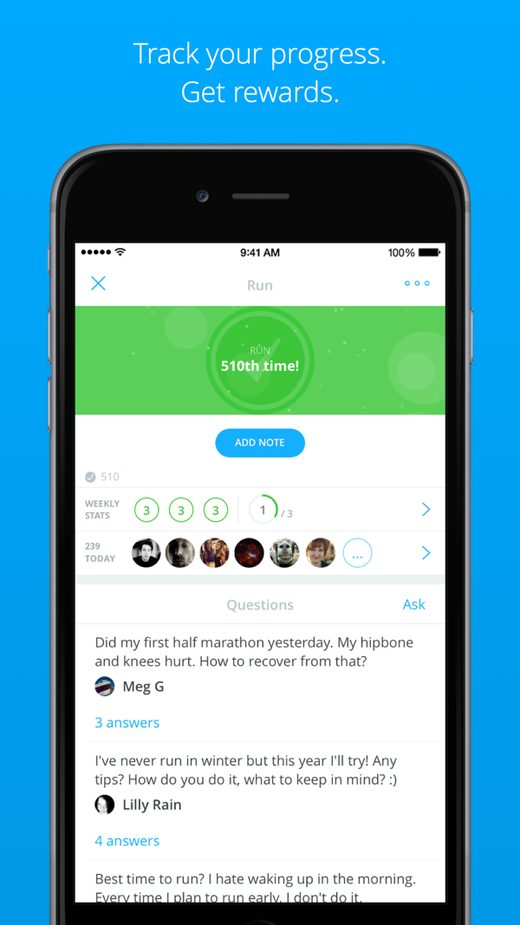 Track your progress.
Get rewards.
9:41 AM
100%
Run
RUN
510th time!
ADD NOTE
510
WEEKLY
STATS
3 3 3 1 / 3
239
TODAY
...
Questions
Ask
Did my first half marathon yesterday. My hipbone
and knees hurt. How to recover from that?
Meg G
3 answers
I've never run in winter but this year I'll try! Any
tips? How do you do it, what to keep in mind? :)
Lilly Rain
4 answers
Best time to run? I hate waking up in the morning.
Every time I plan to run early, I don't do it.